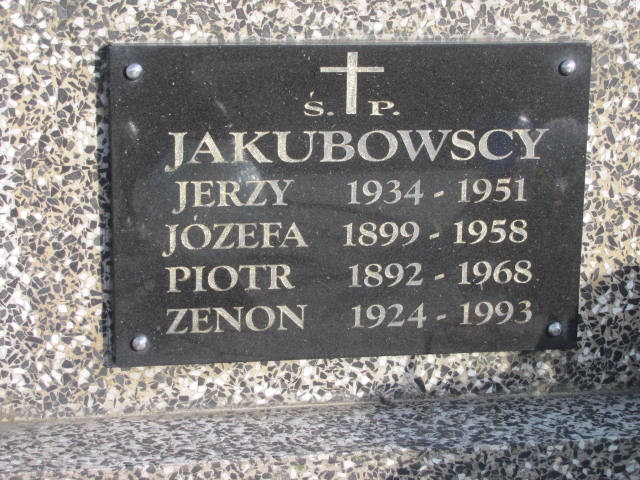 Ś. P.
JAKUBOWSCY
JERZY 1934 - 1951
JÓZEFA 1899 - 1958
PIOTR 1892 - 1968
ZENON 1924 - 1993